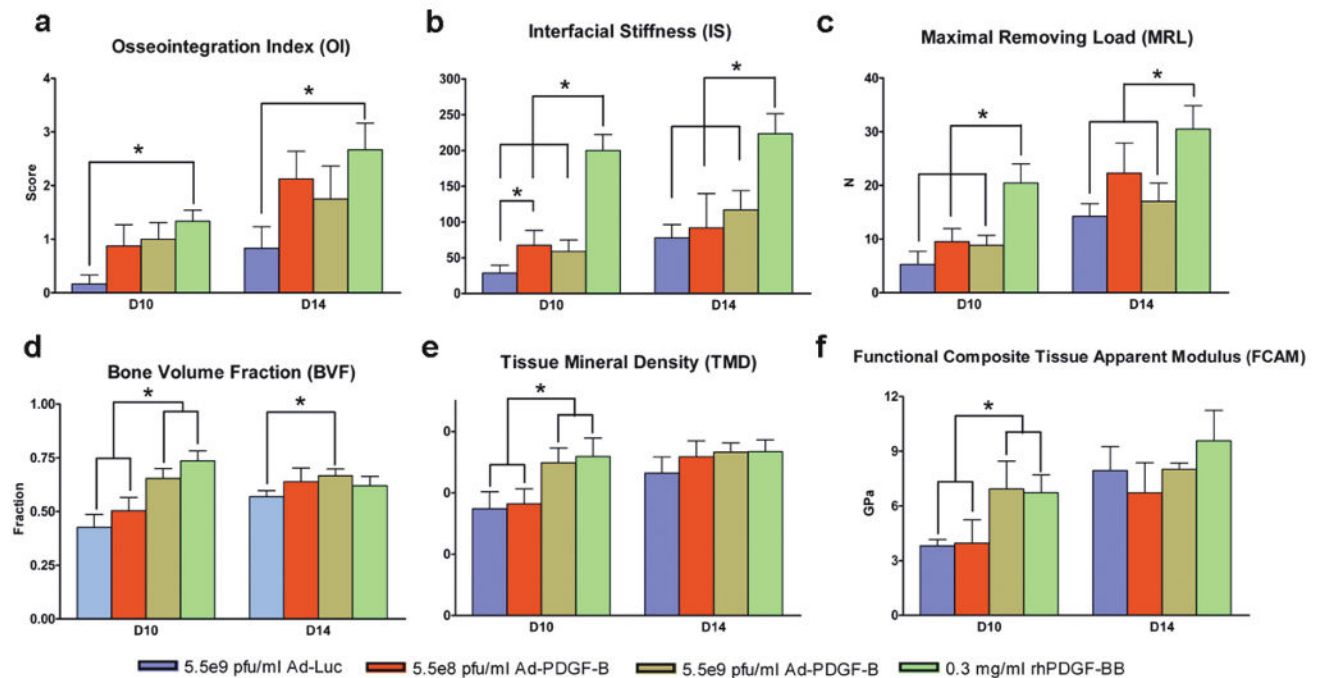 a
Osseointegration Index (OI)
4
3
2
1
0
Score
*
*
D10
D14
b
Interfacial Stiffness (IS)
300
250
200
150
100
50
0
*
*
*
D10
D14
c
Maximal Removing Load (MRL)
40
30
20
10
0
N
*
*
D10
D14
d
Bone Volume Fraction (BVF)
1.00
0.75
0.50
0.25
0.00
Fraction
*
*
D10
D14
e
Tissue Mineral Density (TMD)
0
0
0
0
*
D10
D14
f
Functional Composite Tissue Apparent Modulus (FCAM)
12
9
6
3
0
GPa
*
D10
D14
5.5e9 pfu/ml Ad-Luc
5.5e8 pfu/ml Ad-PDGF-B
5.5e9 pfu/ml Ad-PDGF-B
0.3 mg/ml rhPDGF-BB